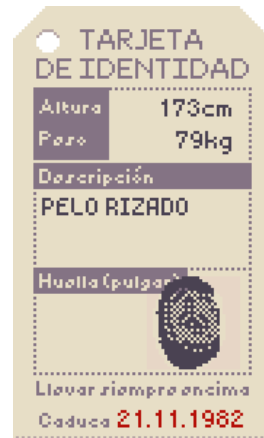 TARJETA
DE IDENTIDAD
Altura 173cm
Peso 79kg
Descripción
PELO RIZADO
Huella (pulgar)
Llevar siempre encima
Caduca 21.11.1982